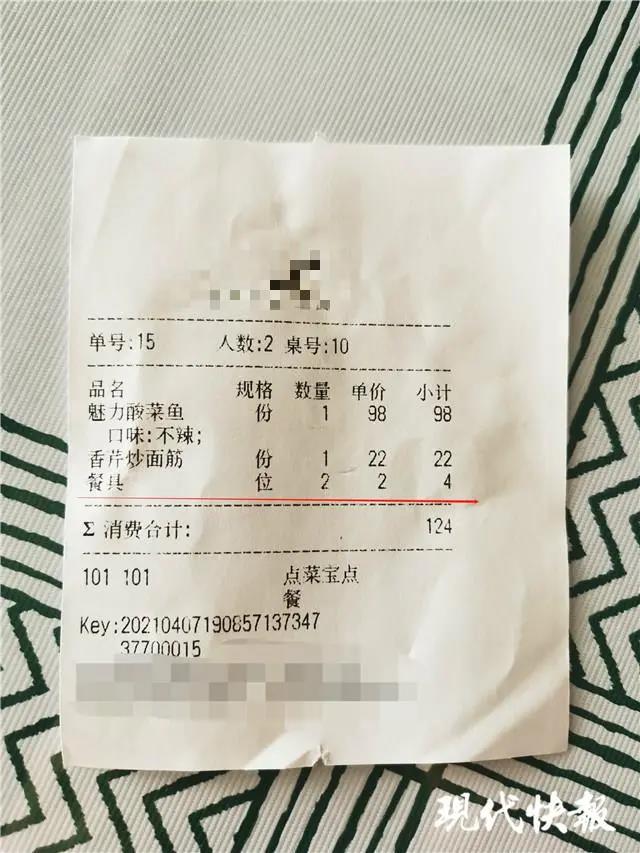 单号:15 人数:2 桌号:10
品名 规格 数量 单价 小计
魅力酸菜鱼 份 1 98 98
口味:不辣;
香芹炒面筋 份 1 22 22
餐具 位 2 2 4
Σ 消费合计: 124
101 101 点菜宝点
餐
Key:20210407190857137347
37700015
现代快報